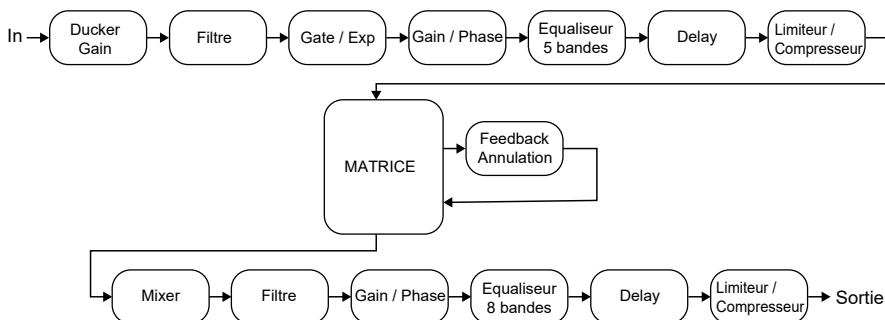 In
Ducker
Gain
Filtre
Gate / Exp
Gain / Phase
Equaliseur
5 bandes
Delay
Limiteur /
Compresseur
MATRICE
Feedback
Annulation
Mixer
Filtre
Gain / Phase
Equaliseur
8 bandes
Delay
Limiteur /
Compresseur
Sortie